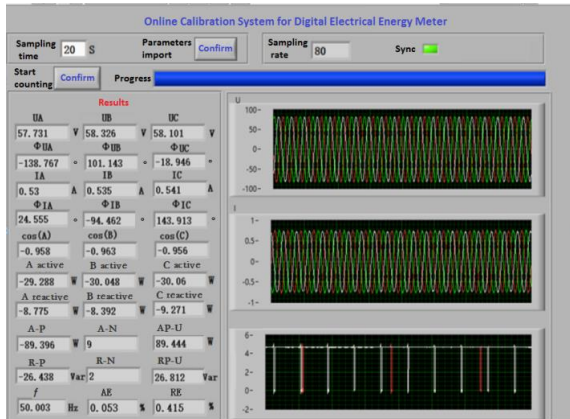 Online Calibration System for Digital Electrical Energy Meter
Sampling time 20 S
Parameters import Confirm
Sampling rate 80
Sync
Start counting Confirm
Progress
Results
UA UB UC
57.731 V 58.326 V 58.101 V
ΦUA ΦUB ΦUC
-138.767 ° 101.143 ° -18.946 °
IA IB IC
0.53 A 0.535 A 0.541 A
ΦIA ΦIB ΦIC
24.555 ° -94.462 ° 143.913 °
cos(A) cos(B) cos(C)
-0.958 -0.963 -0.956
A active B active C active
-29.288 W -30.048 W -30.06 W
A reactive B reactive C reactive
-8.775 W -8.392 W -9.271 W
A-P A-N AP-U
-89.396 W 9 89.444 W
R-P R-N RP-U
-26.438 Var 2 26.812 Var
f AE RE
50.003 Hz 0.053 % 0.415 %
U
100-
50-
0-
-50-
-100-
I
1-
0.5-
0-
-0.5-
-1-
6-
4-
2-
0-
-2-